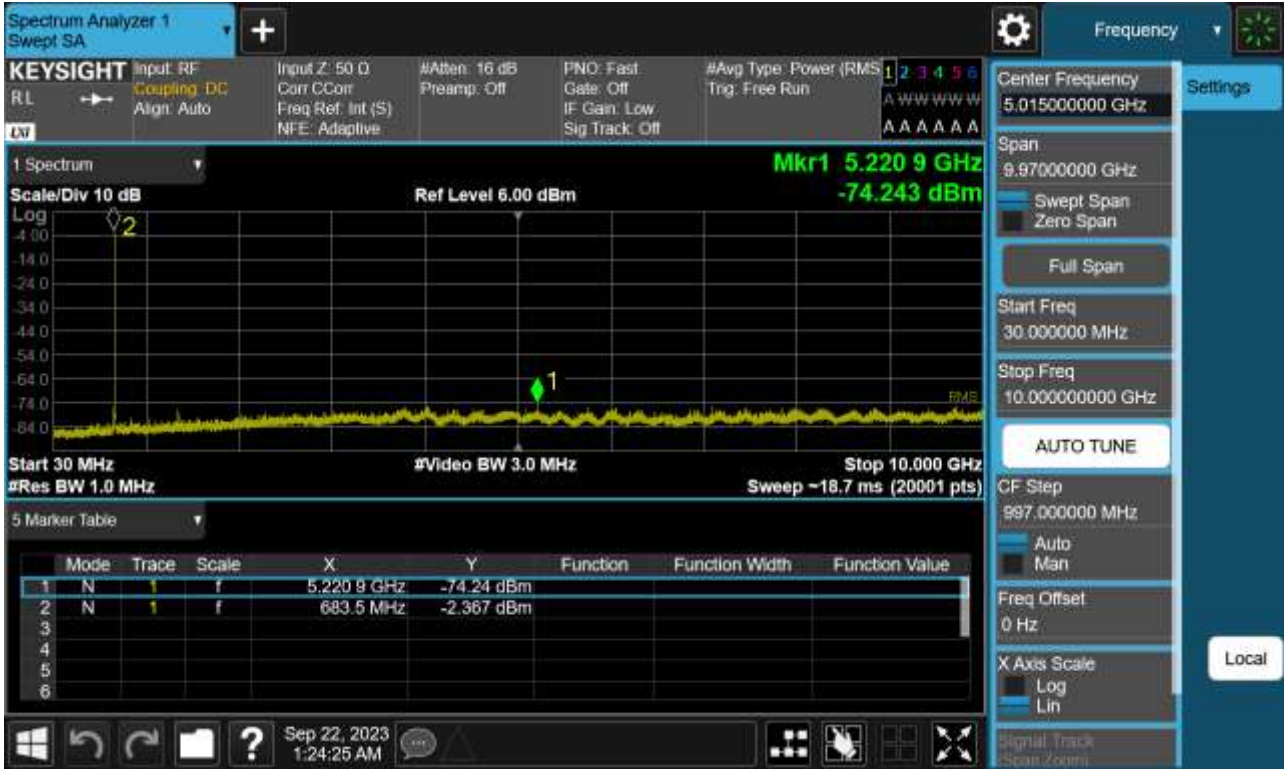 Spectrum Analyzer 1
Swept SA
+
Frequency
KEYSIGHT
RL
LXI
Input: RF
Coupling: DC
Align: Auto
Input Z: 50 Ω
Corr CCorr
Freq Ref: Int (S)
NFE: Adaptive
#Atten: 16 dB
Preamp: Off
PNO: Fast
Gate: Off
IF Gain: Low
Sig Track: Off
#Avg Type: Power (RMS
Trig: Free Run
1 2 3 4 5 6
A W W W W W
A A A A A A
1 Spectrum
Mkr1 5.220 9 GHz
-74.243 dBm
Scale/Div 10 dB
Ref Level 6.00 dBm
Log
-4.00
-14.0
-24.0
-34.0
-44.0
-54.0
-64.0
-74.0
-84.0
2
1
RMS
Start 30 MHz
#Video BW 3.0 MHz
Stop 10.000 GHz
#Res BW 1.0 MHz
Sweep ~18.7 ms (20001 pts)
5 Marker Table
Mode Trace Scale X Y Function Function Width Function Value
1 N 1 f 5.220 9 GHz -74.24 dBm
2 N 1 f 683.5 MHz -2.367 dBm
3
4
5
6
Center Frequency
5.015000000 GHz
Settings
Span
9.97000000 GHz
Swept Span
Zero Span
Full Span
Start Freq
30.000000 MHz
Stop Freq
10.000000000 GHz
AUTO TUNE
CF Step
997.000000 MHz
Auto
Man
Freq Offset
0 Hz
X Axis Scale
Log
Lin
Signal Track
(Span Zoom)
Local
?
Sep 22, 2023
1:24:25 AM